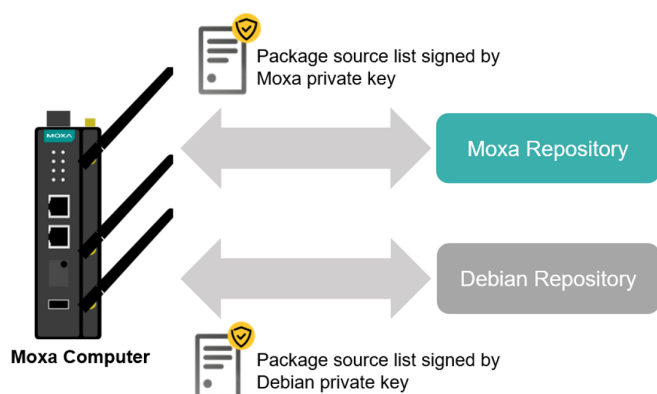 Package source list signed by
Moxa private key
MOXA
Moxa Repository
Debian Repository
Moxa Computer
Package source list signed by
Debian private key